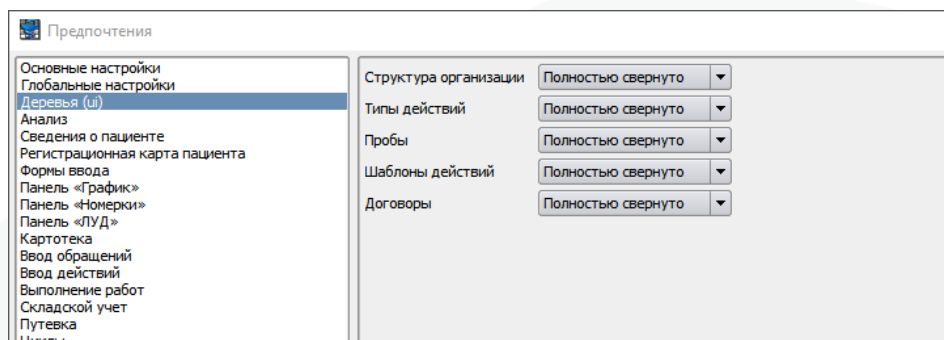 Предпочтения
Основные настройки
Глобальные настройки
Деревья (ui)
Анализ
Сведения о пациенте
Регистрационная карта пациента
Формы ввода
Панель «График»
Панель «Номерки»
Панель «ЛУД»
Картотека
Ввод обращений
Ввод действий
Выполнение работ
Складской учет
Путевка
Структура организации Полностью свернуто
Типы действий Полностью свернуто
Пробы Полностью свернуто
Шаблоны действий Полностью свернуто
Договоры Полностью свернуто